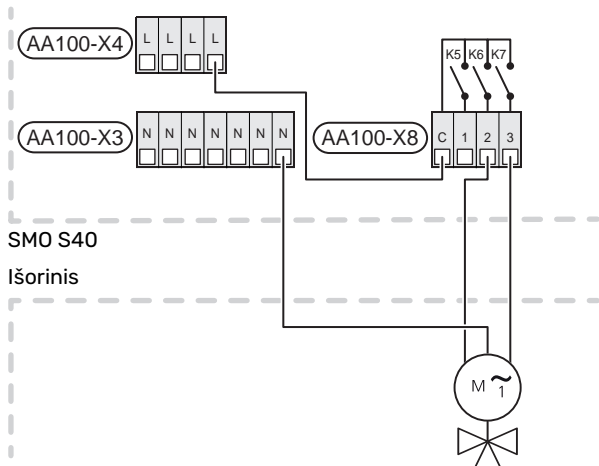 AA100-X4
L L L L
K5 K6 K7
AA100-X3
N N N N N N N
AA100-X8
C 1 2 3
SMO S40
Išorinis
M ~
1